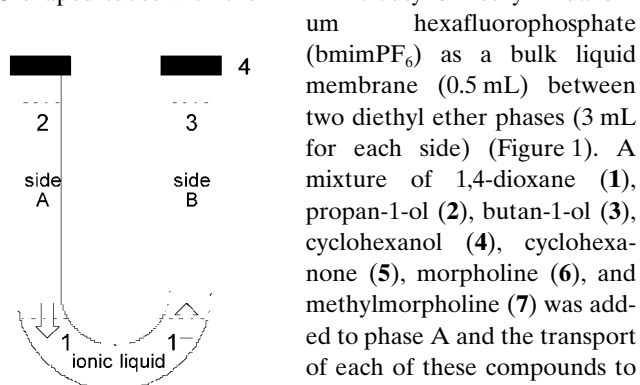 um hexafluorophosphate
(bmimPF6) as a bulk liquid
membrane (0.5 mL) between
two diethyl ether phases (3 mL
for each side) (Figure 1). A
mixture of 1,4-dioxane (1),
propan-1-ol (2), butan-1-ol (3),
cyclohexanol (4), cyclohexa-
none (5), morpholine (6), and
methylmorpholine (7) was add-
ed to phase A and the transport
of each of these compounds to
4
2 3
side side
A B
1 1
ionic liquid